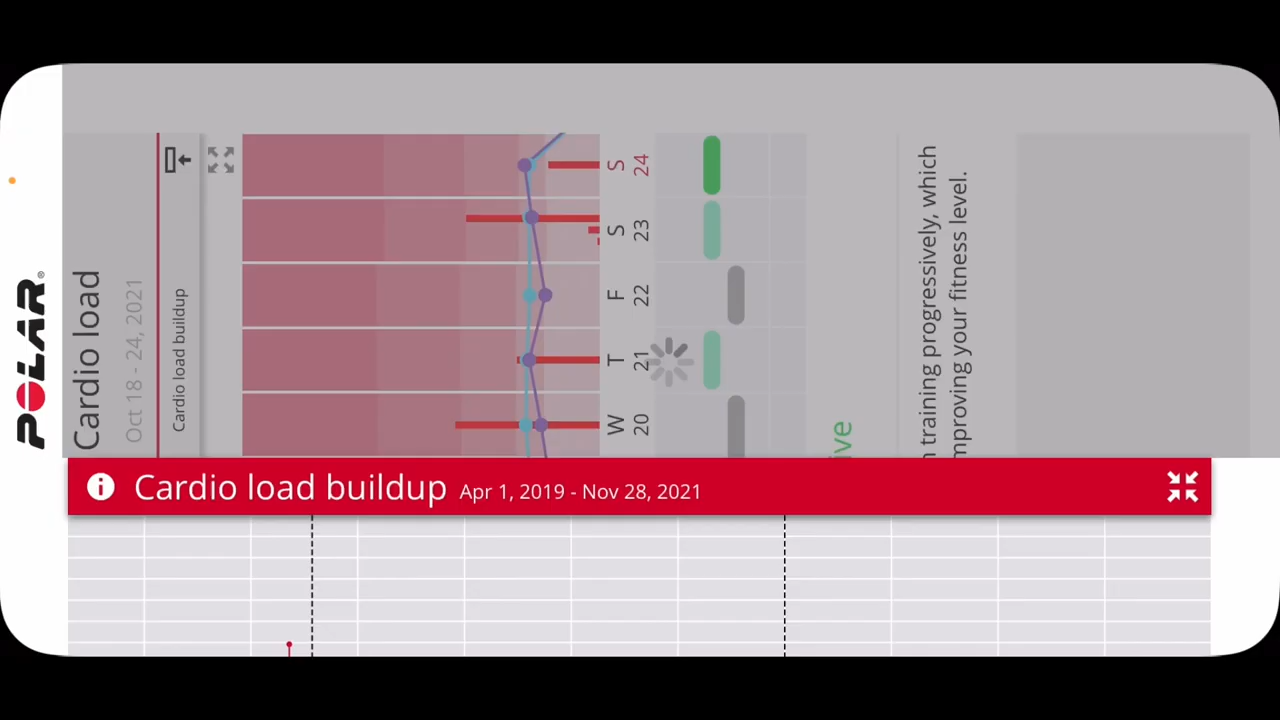 POLAR®
Cardio load
Oct 18 - 24, 2021
Cardio load buildup
S
24
S
23
F
22
T
21
W
20
ive
training progressively, which
mproving your fitness level.
Cardio load buildup Apr 1, 2019 - Nov 28, 2021